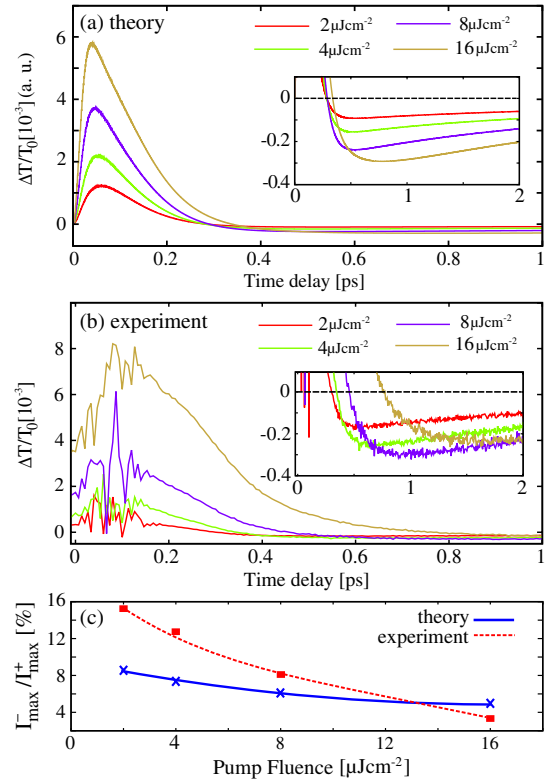 (a) theory
2μJcm-2
8μJcm-2
4μJcm-2
16μJcm-2
ΔT/T0[10-3] (a. u.)
6
4
2
0
0
-0.2
-0.4
0
1
2
0
0.2
0.4
0.6
0.8
1
Time delay [ps]
(b) experiment
2μJcm-2
8μJcm-2
4μJcm-2
16μJcm-2
ΔT/T0[10-3]
8
6
4
2
0
0
-0.2
-0.4
0
1
2
0
0.2
0.4
0.6
0.8
1
Time delay [ps]
(c)
theory
experiment
I-max/I+max [%]
16
12
8
4
0
4
8
12
16
Pump Fluence [μJcm-2]